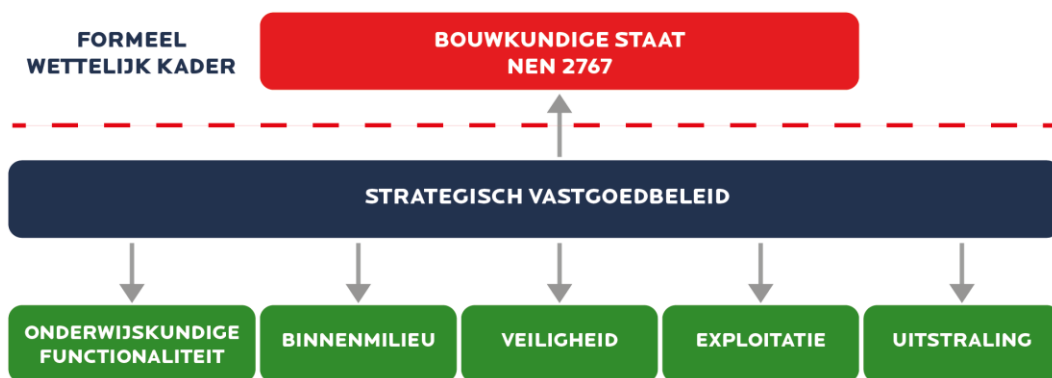 FORMEEL
WETTELIJK KADER
BOUWKUNDIGE STAAT
NEN 2767
STRATEGISCH VASTGOEDBELEID
ONDERWIJSKUNDIGE
FUNCTIONALITEIT
BINNENMILIEU
VEILIGHEID
EXPLOITATIE
UITSTRALING